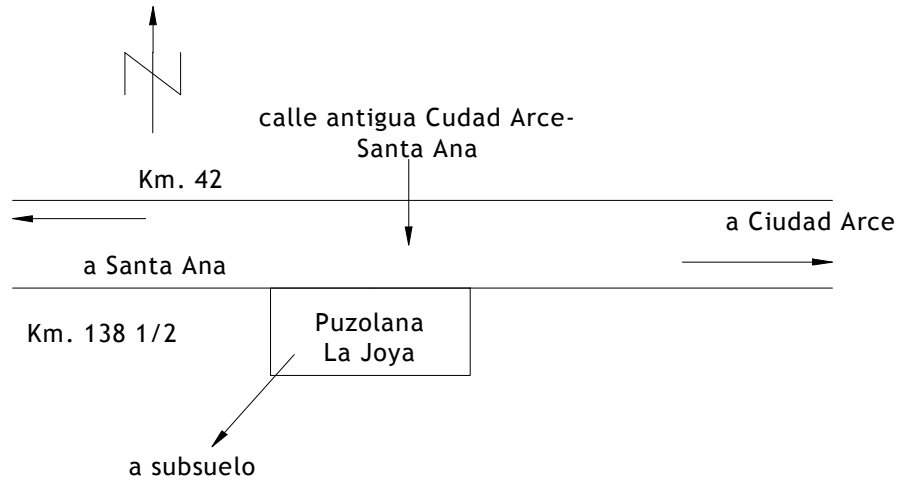 calle antigua Cudad Arce-
Santa Ana
Km. 42
a Ciudad Arce
a Santa Ana
Km. 138 1/2
Puzolana
La Joya
a subsuelo